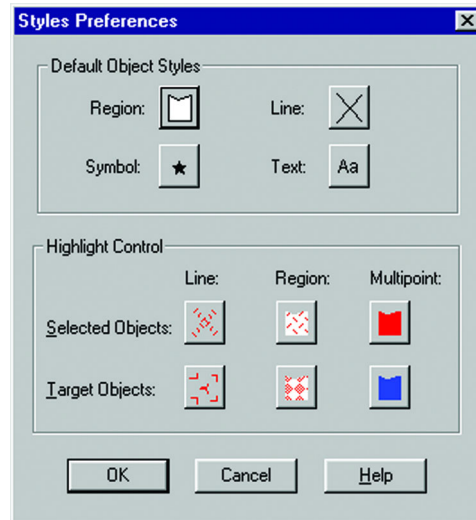 Styles Preferences
Default Object Styles
Region: Line:
Symbol: Text: Aa
Highlight Control
Line: Region: Multipoint:
Selected Objects:
Target Objects:
OK Cancel Help